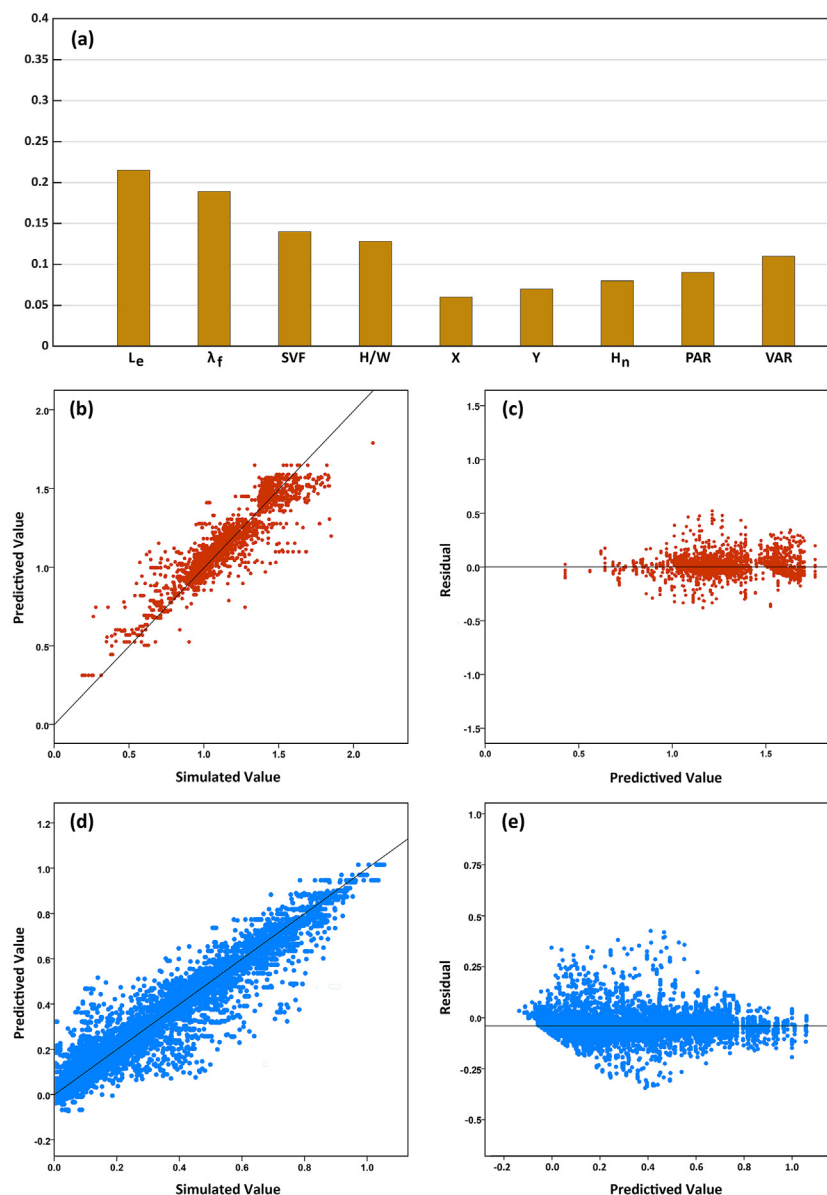 (a)
0.4
0.35
0.3
0.25
0.2
0.15
0.1
0.05
0
Le λf SVF H/W X Y Hn PAR VAR
(b)
Predictived Value
2.0
1.5
1.0
0.5
0.0
0.0 0.5 1.0 1.5 2.0
Simulated Value
(c)
Residual
1.5
1.0
0.5
0.0
-0.5
-1.0
-1.5
0.0 0.5 1.0 1.5
Predictived Value
(d)
Predictived Value
1.2
1.0
0.8
0.6
0.4
0.2
0.0
-0.2
0.0 0.2 0.4 0.6 0.8 1.0
Simulated Value
(e)
Residual
1.0
0.75
0.5
0.25
0.0
-0.25
-0.5
-0.2 0.0 0.2 0.4 0.6 0.8 1.0
Predictived Value